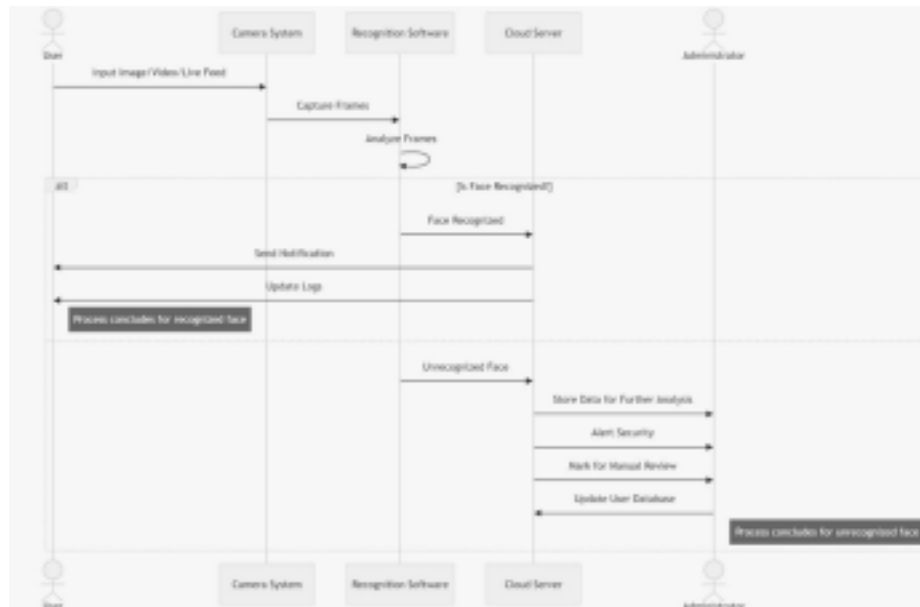 Camera System
Recognition Software
Cloud Server
User
Administrator
Input Image/Video/Live Feed
Capture Frames
Analyze Frames
alt
[Is Face Recognized?]
Face Recognized
Send Notification
Update Logs
Process concludes for recognized face
Unrecognized Face
Store Data for Further Analysis
Alert Security
Mark for Manual Review
Update User Database
Process concludes for unrecognized face
Camera System
Recognition Software
Cloud Server
User
Administrator